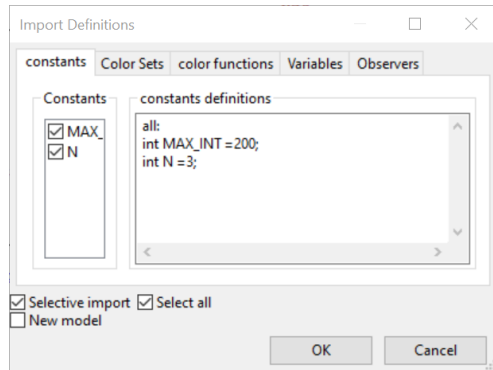 Import Definitions
constants Color Sets color functions Variables Observers
Constants
MAX_
N
constants definitions
all:
int MAX_INT =200;
int N =3;
Selective import Select all
New model
OK Cancel